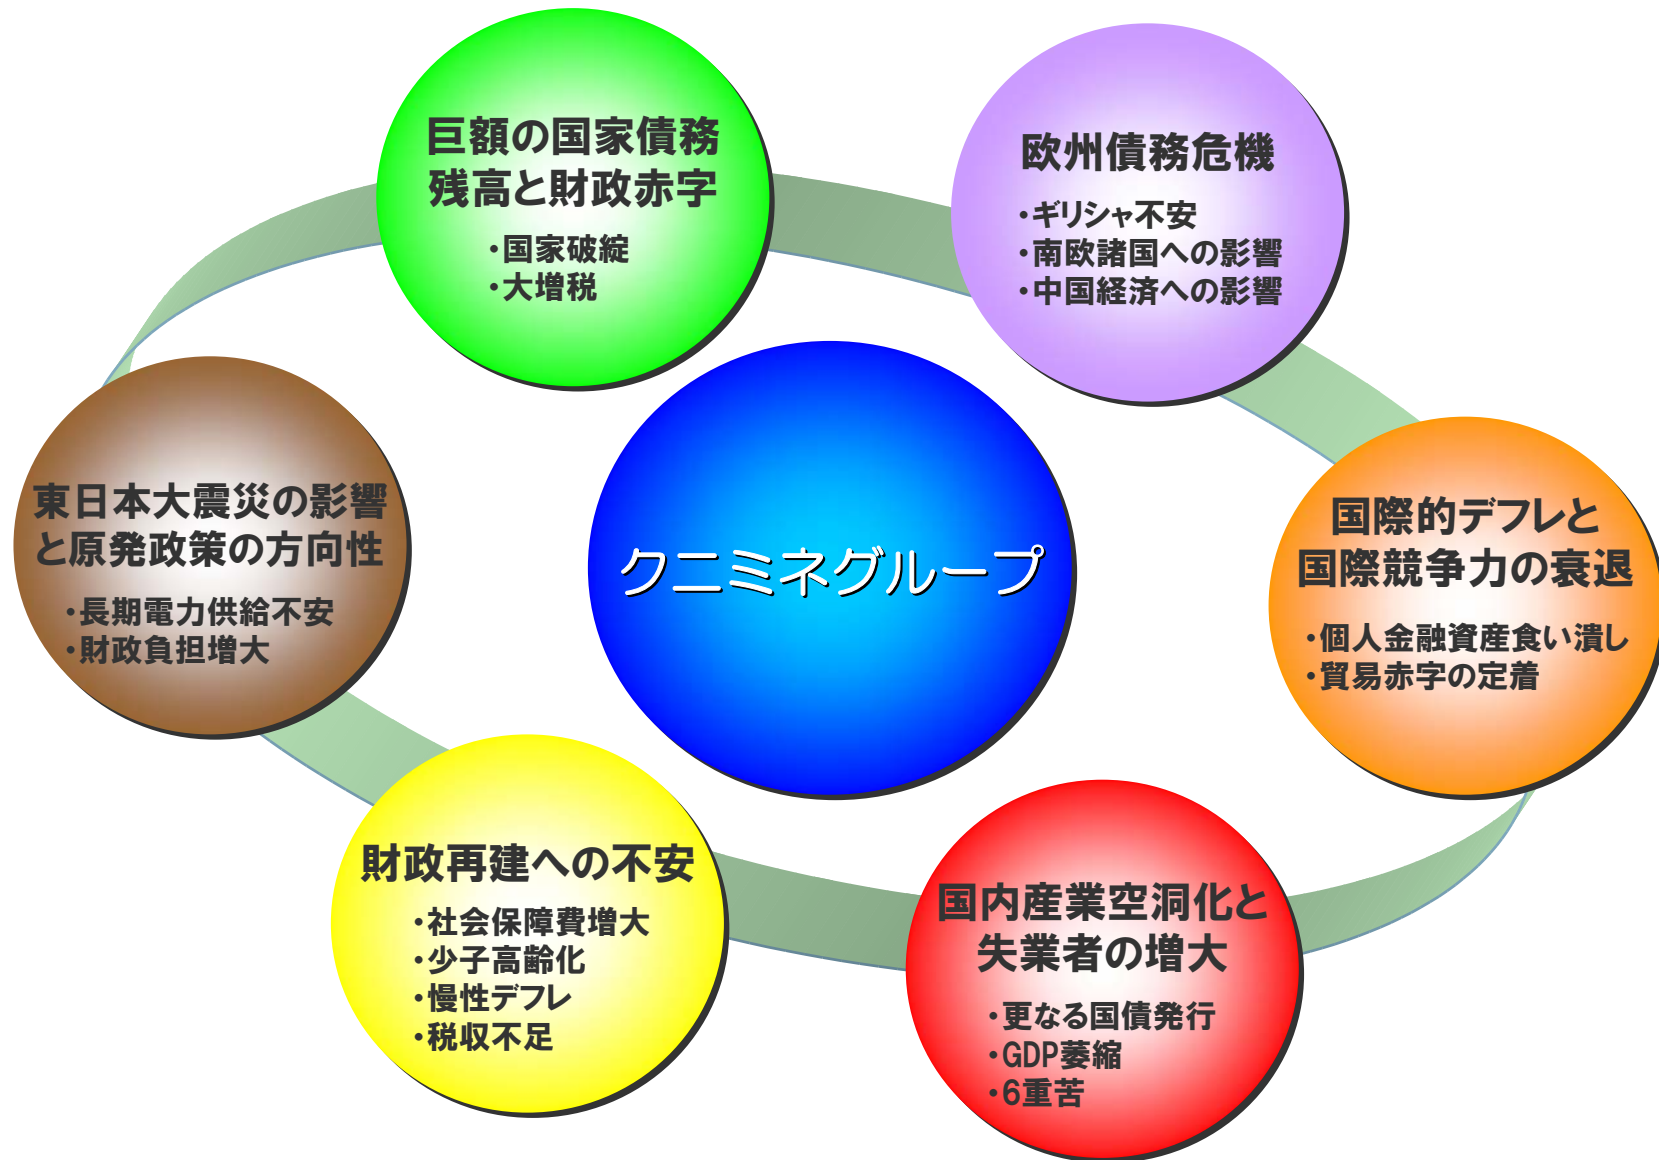 巨額の国家債務
残高と財政赤字
・国家破綻
・大増税
欧州債務危機
・ギリシャ不安
・南欧諸国への影響
・中国経済への影響
国際的デフレと
国際競争力の衰退
・個人金融資産食い潰し
・貿易赤字の定着
国内産業空洞化と
失業者の増大
・更なる国債発行
・GDP萎縮
・6重苦
財政再建への不安
・社会保障費増大
・少子高齢化
・慢性デフレ
・税収不足
東日本大震災の影響
と原発政策の方向性
・長期電力供給不安
・財政負担増大
クニミネグループ